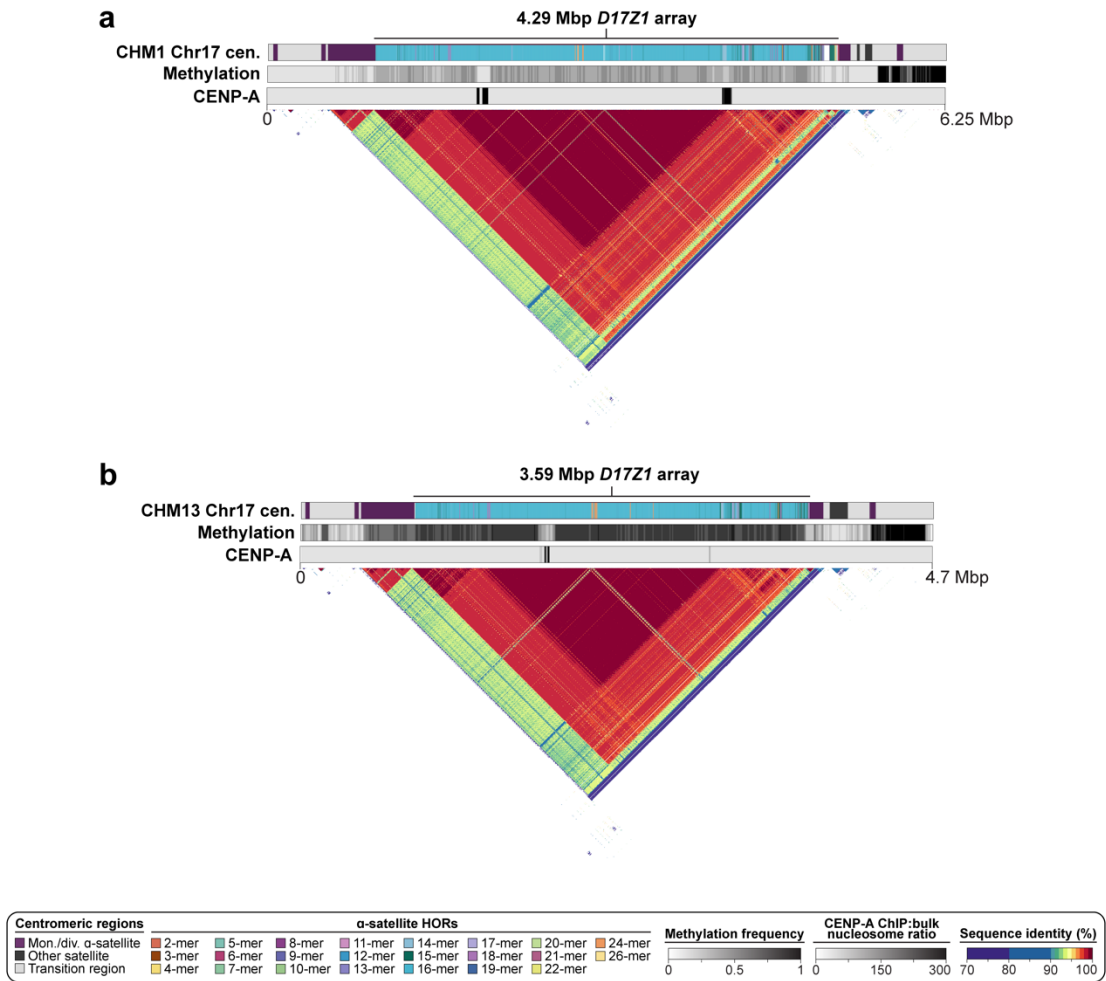 a
4.29 Mbp D17Z1 array
CHM1 Chr17 cen.
Methylation
CENP-A
0
6.25 Mbp
b
3.59 Mbp D17Z1 array
CHM13 Chr17 cen.
Methylation
CENP-A
0
4.7 Mbp
Centromeric regions
Mon./div. α-satellite
Other satellite
Transition region
α-satellite HORs
2-mer 5-mer 8-mer 11-mer 14-mer 17-mer 20-mer 24-mer
3-mer 6-mer 9-mer 12-mer 15-mer 18-mer 21-mer 26-mer
4-mer 7-mer 10-mer 13-mer 16-mer 19-mer 22-mer
Methylation frequency
0 0.5 1
CENP-A ChIP:bulk
nucleosome ratio
0 150 300
Sequence identity (%)
70 80 90 100